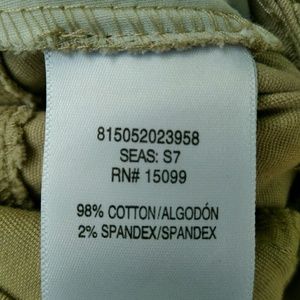 815052023958
SEAS: S7
RN# 15099
98% COTTON/ALGODÓN
2% SPANDEX/SPANDEX